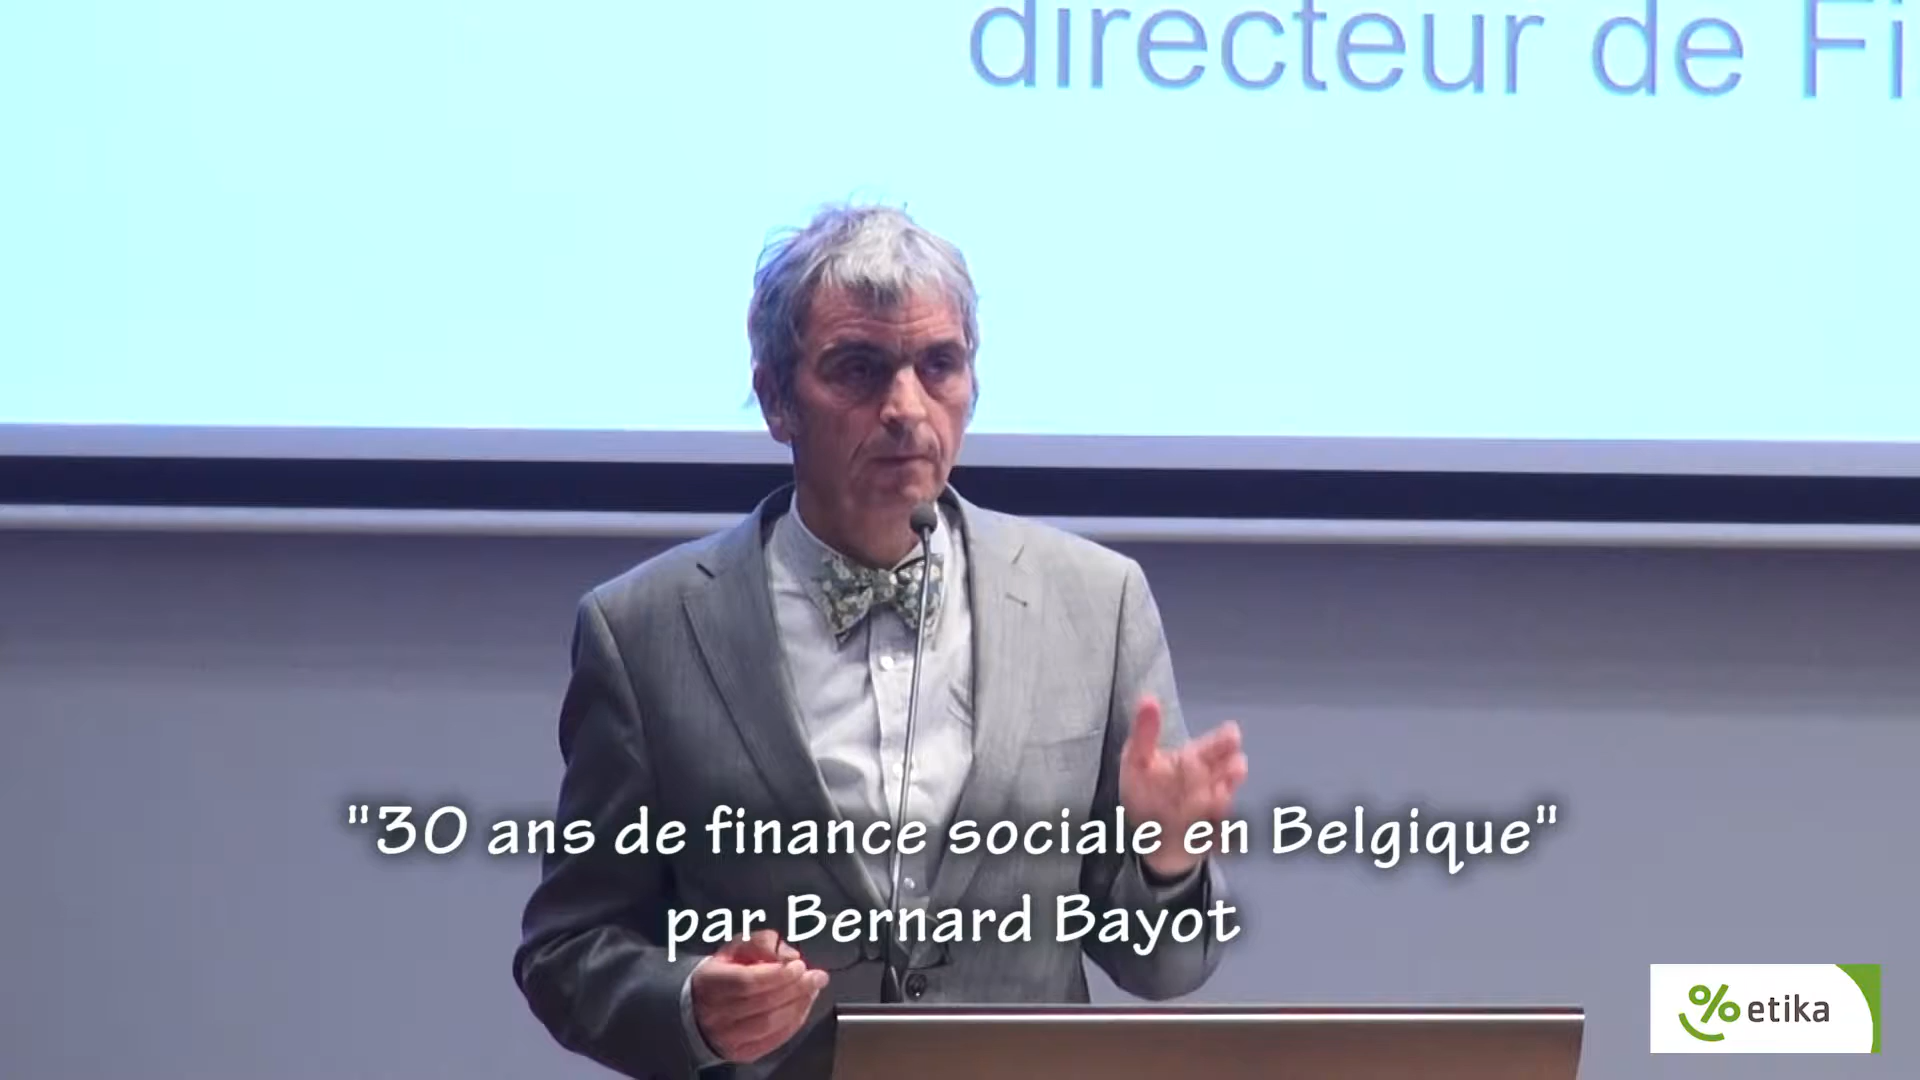 directeur de Fi
"30 ans de finance sociale en Belgique"
par Bernard Bayot
% etika